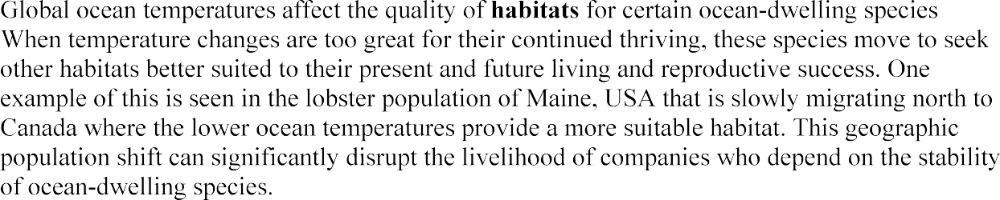 Global ocean temperatures affect the quality of habitats for certain ocean-dwelling species
When temperature changes are too great for their continued thriving, these species move to seek
other habitats better suited to their present and future living and reproductive success. One
example of this is seen in the lobster population of Maine, USA that is slowly migrating north to
Canada where the lower ocean temperatures provide a more suitable habitat. This geographic
population shift can significantly disrupt the livelihood of companies who depend on the stability
of ocean-dwelling species.